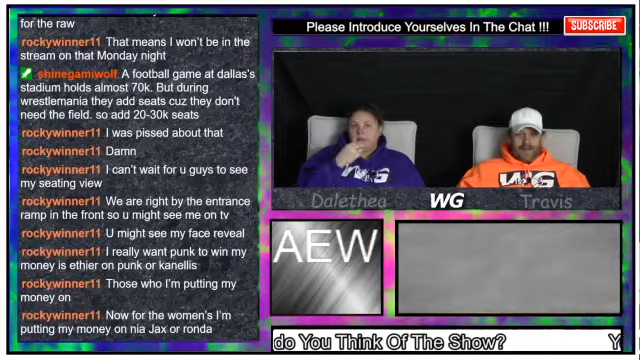 for the raw
rockywinner11 That means I won't be in the
stream on that Monday night
shinegamiwolf A football game at dallas's
stadium holds almost 70k. But during
wrestlemania they add seats cuz they don't
need the field. so add 20-30k seats
rockywinner11 I was pissed about that
rockywinner11 Damn
rockywinner11 I can't wait for u guys to see
my seating view
rockywinner11 We are right by the entrance
ramp in the front so u might see me on tv
rockywinner11 U might see my face reveal
rockywinner11 I really want punk to win my
money is ethier on punk or kanellis
rockywinner11 Those who I'm putting my
money on
rockywinner11 Now for the women's I'm
putting my money on nia Jax or ronda
Please Introduce Yourselves In The Chat !!!
SUBSCRIBE
WG
WG
Dalethea
WG
Travis
AEW
do You Think Of The Show?
Y